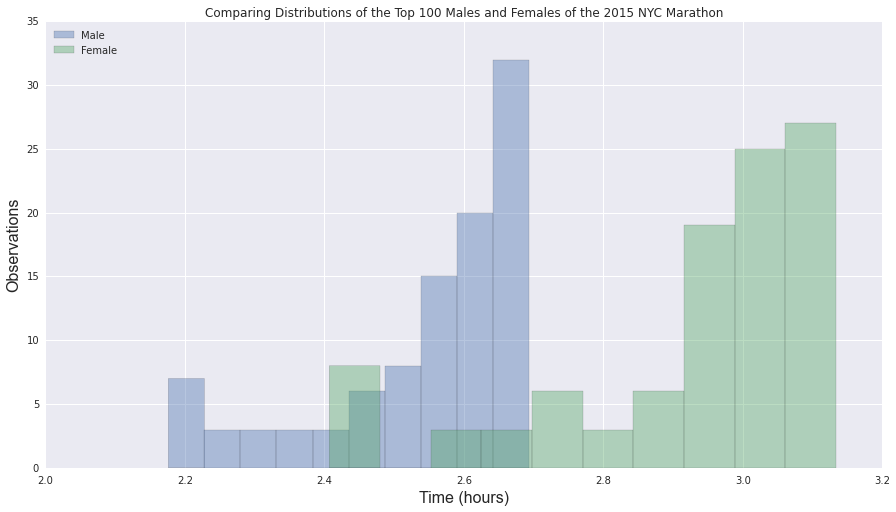 Comparing Distributions of the Top 100 Males and Females of the 2015 NYC Marathon
35
Male
Female
30
25
20
15
10
5
0
Observations
2.0 2.2 2.4 2.6 2.8 3.0 3.2
Time (hours)